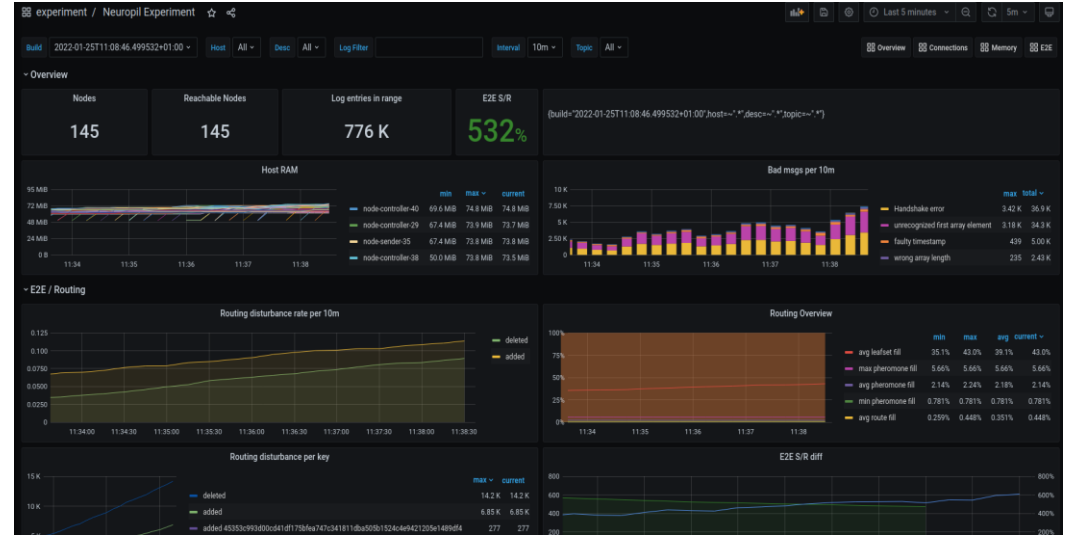 experiment / Neuropil Experiment
Last 5 minutes
5m
Build 2022-01-25T11:08:46.499532+01:00 Host All Desc All Log Filter Interval 10m Topic All Overview Connections Memory E2E
Overview
Nodes
145
Reachable Nodes
145
Log entries in range
776 K
E2E S/R
532%
{build="2022-01-25T11:08:46.499532+01:00",host=~".*",desc=~".*",topic=~".*"}
Host RAM
95 MiB
72 MiB
48 MiB
24 MiB
0 B
11:34 11:35 11:36 11:37 11:38
min max current
node-controller-40 69.6 MiB 74.8 MiB 74.8 MiB
node-controller-29 67.4 MiB 73.9 MiB 73.7 MiB
node-sender-35 67.4 MiB 73.8 MiB 73.8 MiB
node-controller-38 50.0 MiB 73.8 MiB 73.5 MiB
Bad msgs per 10m
10 K
7.50 K
5 K
2.50 K
0
11:34 11:35 11:36 11:37 11:38
max total
Handshake error 3.42 K 36.9 K
unrecognized first array element 3.18 K 34.3 K
faulty timestamp 439 5.00 K
wrong array length 235 2.43 K
E2E / Routing
Routing disturbance rate per 10m
0.125
0.100
0.0750
0.0500
0.0250
0
11:34:00 11:34:30 11:35:00 11:35:30 11:36:00 11:36:30 11:37:00 11:37:30 11:38:00 11:38:30
deleted
added
Routing Overview
100%
75%
50%
25%
0%
11:34 11:35 11:36 11:37 11:38
min max avg current
avg leafset fill 35.1% 43.0% 39.1% 43.0%
max pheromone fill 5.66% 5.66% 5.66% 5.66%
avg pheromone fill 2.14% 2.24% 2.18% 2.14%
min pheromone fill 0.781% 0.781% 0.781% 0.781%
avg route fill 0.259% 0.448% 0.351% 0.448%
Routing disturbance per key
15 K
10 K
max current
deleted 14.2 K 14.2 K
added 6.85 K 6.85 K
added 277 277
E2E S/R diff
800
600
400
200
800%
600%
400%
200%